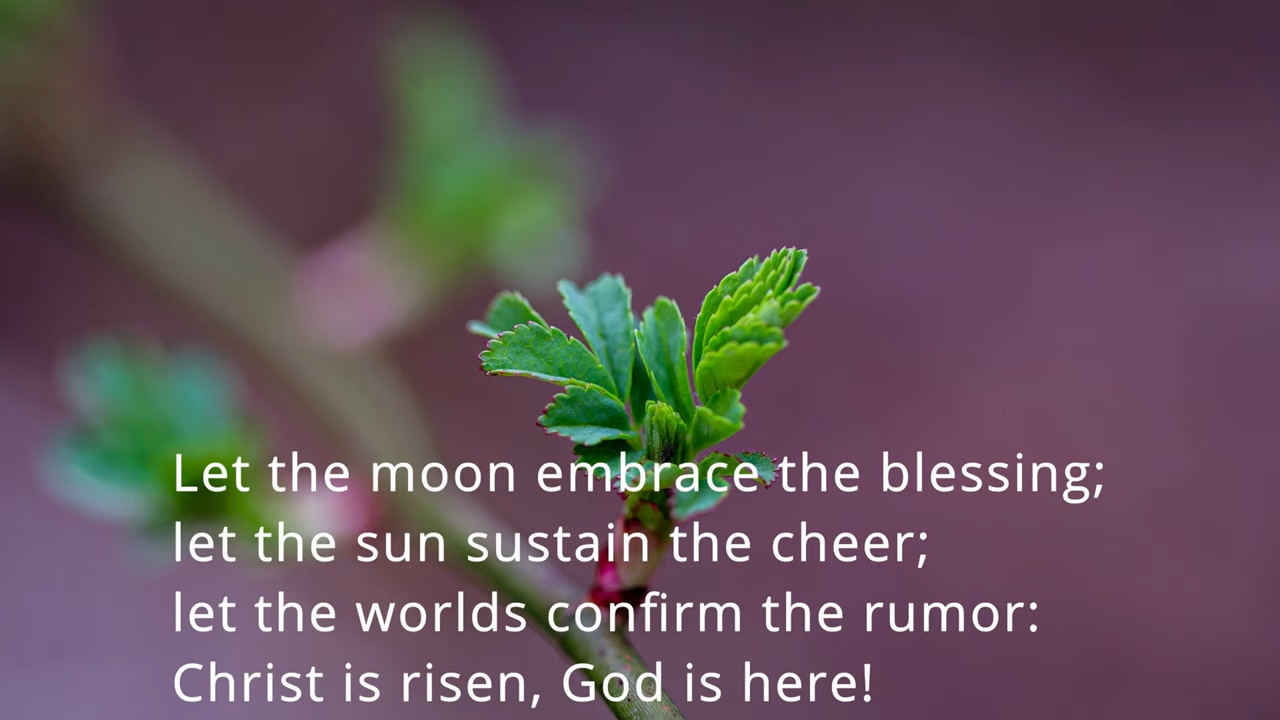 Let the moon embrace the blessing;
let the sun sustain the cheer;
let the worlds confirm the rumor:
Christ is risen, God is here!